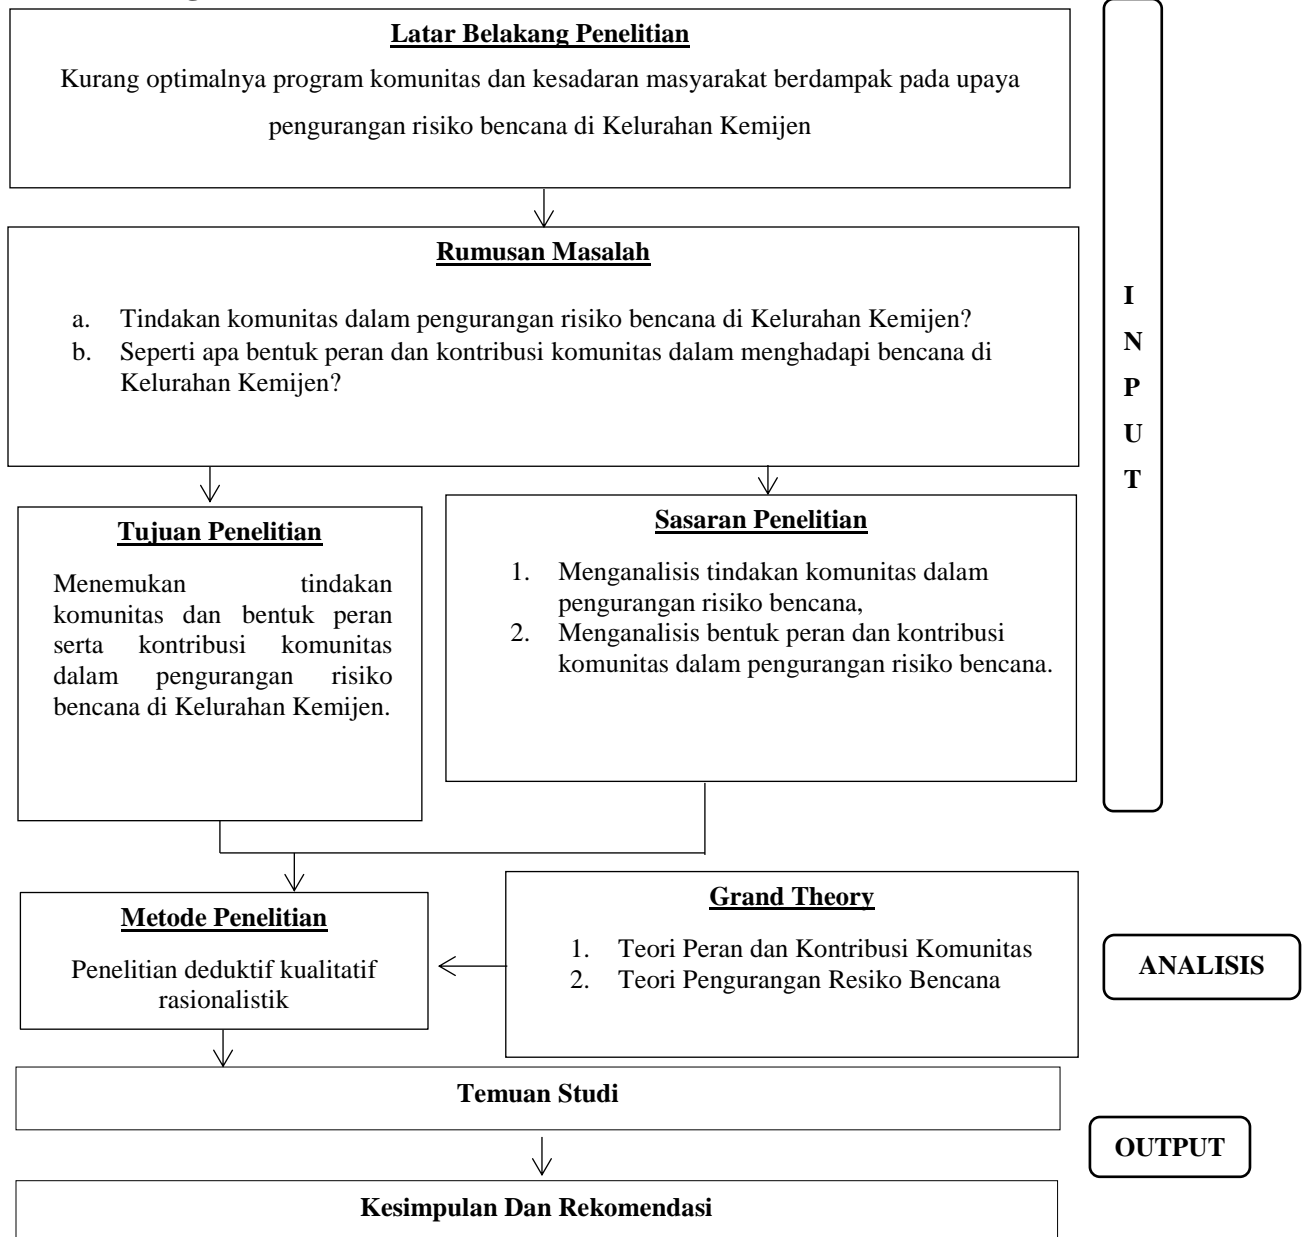 Latar Belakang Penelitian
Kurang optimalnya program komunitas dan kesadaran masyarakat berdampak pada upaya
pengurangan risiko bencana di Kelurahan Kemijen
Rumusan Masalah
a. Tindakan komunitas dalam pengurangan risiko bencana di Kelurahan Kemijen?
b. Seperti apa bentuk peran dan kontribusi komunitas dalam menghadapi bencana di
Kelurahan Kemijen?
I
N
P
U
T
Tujuan Penelitian
Menemukan tindakan
komunitas dan bentuk peran
serta kontribusi komunitas
dalam pengurangan risiko
bencana di Kelurahan Kemijen.
Sasaran Penelitian
1. Menganalisis tindakan komunitas dalam
pengurangan risiko bencana,
2. Menganalisis bentuk peran dan kontribusi
komunitas dalam pengurangan risiko bencana.
Metode Penelitian
Penelitian deduktif kualitatif
rasionalistik
Grand Theory
1. Teori Peran dan Kontribusi Komunitas
2. Teori Pengurangan Resiko Bencana
ANALISIS
Temuan Studi
OUTPUT
Kesimpulan Dan Rekomendasi